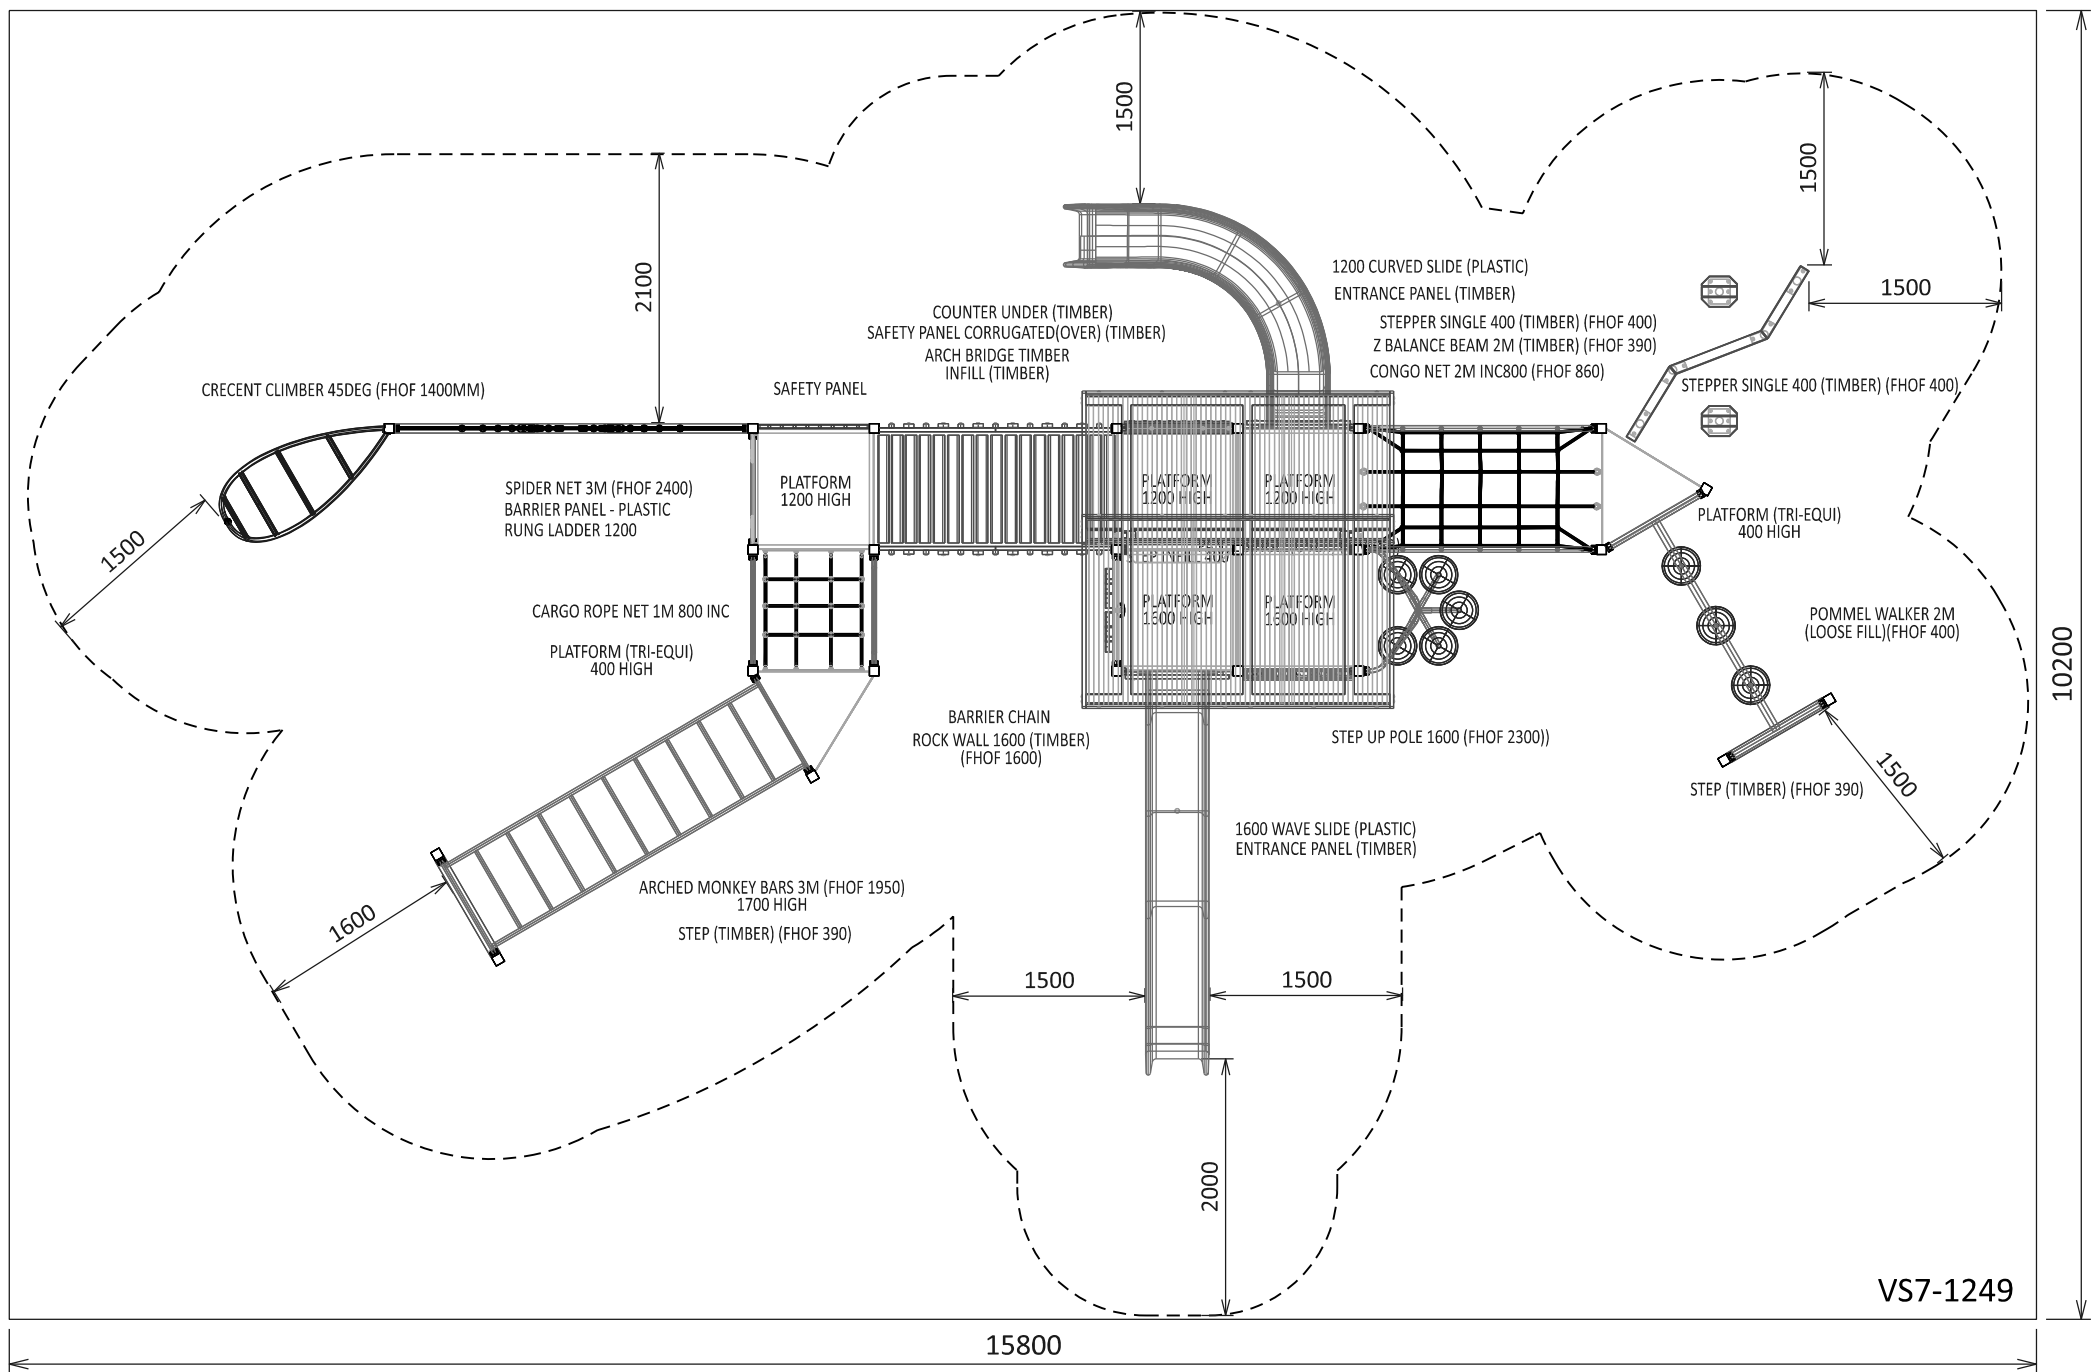 1500
1500
2100
1500
1200 CURVED SLIDE (PLASTIC)
ENTRANCE PANEL (TIMBER)
COUNTER UNDER (TIMBER)
SAFETY PANEL CORRUGATED(OVER) (TIMBER)
ARCH BRIDGE TIMBER
INFILL (TIMBER)
STEPPER SINGLE 400 (TIMBER) (FHOF 400)
Z BALANCE BEAM 2M (TIMBER) (FHOF 390)
CONGO NET 2M INC800 (FHOF 860)
STEPPER SINGLE 400 (TIMBER) (FHOF 400)
CRECENT CLIMBER 45DEG (FHOF 1400MM)
SAFETY PANEL
SPIDER NET 3M (FHOF 2400)
BARRIER PANEL - PLASTIC
RUNG LADDER 1200
PLATFORM
1200 HIGH
PLATFORM
1200 HIGH
PLATFORM
1200 HIGH
PLATFORM (TRI-EQUI)
400 HIGH
1500
400
CARGO ROPE NET 1M 800 INC
PLATFORM
1600 HIGH
PLATFORM
1600 HIGH
POMMEL WALKER 2M
(LOOSE FILL)(FHOF 400)
PLATFORM (TRI-EQUI)
400 HIGH
10200
BARRIER CHAIN
ROCK WALL 1600 (TIMBER)
(FHOF 1600)
STEP UP POLE 1600 (FHOF 2300))
1500
STEP (TIMBER) (FHOF 390)
1600 WAVE SLIDE (PLASTIC)
ENTRANCE PANEL (TIMBER)
ARCHED MONKEY BARS 3M (FHOF 1950)
1700 HIGH
STEP (TIMBER) (FHOF 390)
1600
1500
1500
2000
VS7-1249
15800